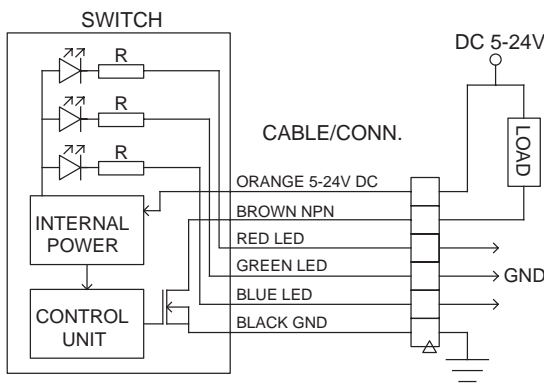 SWITCH
DC 5-24V
R
R
R
CABLE/CONN.
LOAD
ORANGE 5-24V DC
BROWN NPN
RED LED
GREEN LED
BLUE LED
BLACK GND
GND
INTERNAL
POWER
CONTROL
UNIT